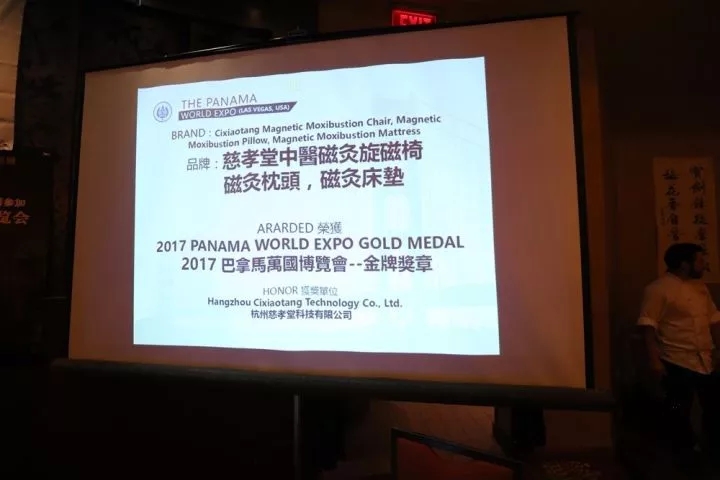 EXIT
THE PANAMA
WORLD EXPO (LAS VEGAS, USA)
BRAND : Cixiaotang Magnetic Moxibustion Chair, Magnetic
Moxibustion Pillow, Magnetic Moxibustion Mattress
品牌 : 慈孝堂中醫磁灸旋磁椅
磁灸枕頭，磁灸床墊
ARARDED 榮獲
2017 PANAMA WORLD EXPO GOLD MEDAL
2017 巴拿馬萬國博覽會--金牌獎章
HONOR 獲獎單位
Hangzhou Cixiaotang Technology Co., Ltd.
杭州慈孝堂科技有限公司
參加
览会